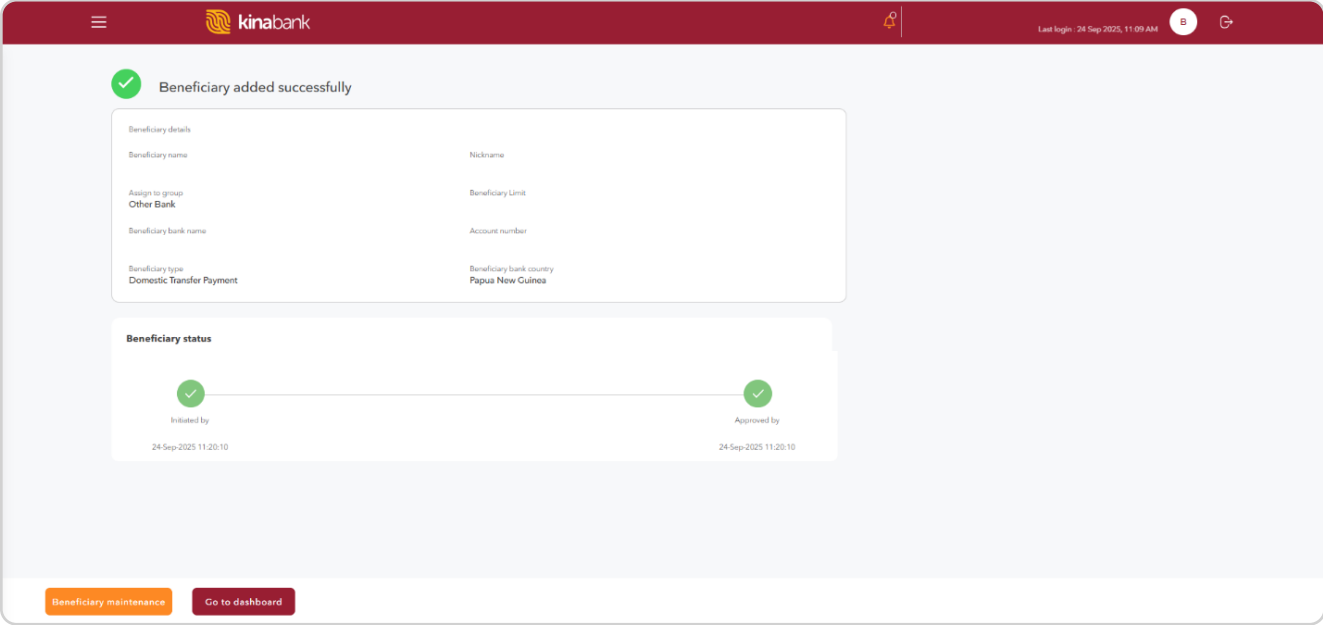 kinabank
Last login : 24 Sep 2025, 11:09 AM
B
Beneficiary added successfully
Beneficiary details
Beneficiary name
Nickname
Assign to group
Other Bank
Beneficiary Limit
Beneficiary bank name
Account number
Beneficiary type
Domestic Transfer Payment
Beneficiary bank country
Papua New Guinea
Beneficiary status
Initiated by
Approved by
24-Sep-2025 11:20:10
24-Sep-2025 11:20:10
Beneficiary maintenance
Go to dashboard